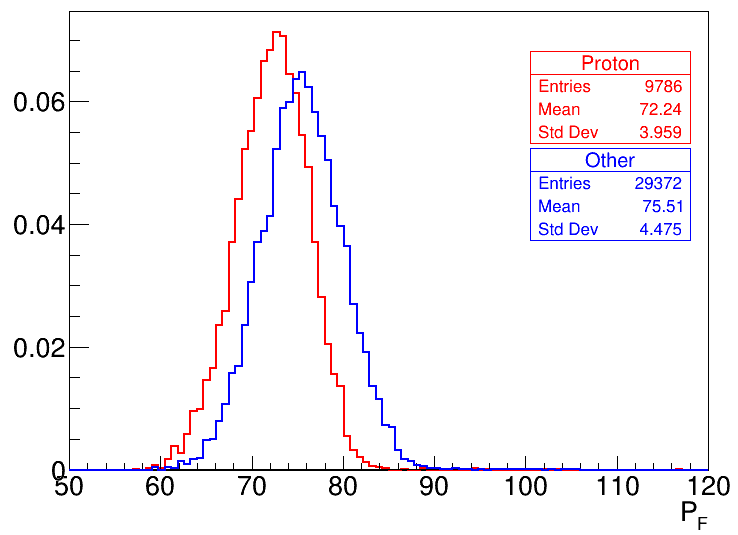 0.06
0.04
0.02
0
50 60 70 80 90 100 110 120
P_F
Proton
Entries 9786
Mean 72.24
Std Dev 3.959
Other
Entries 29372
Mean 75.51
Std Dev 4.475